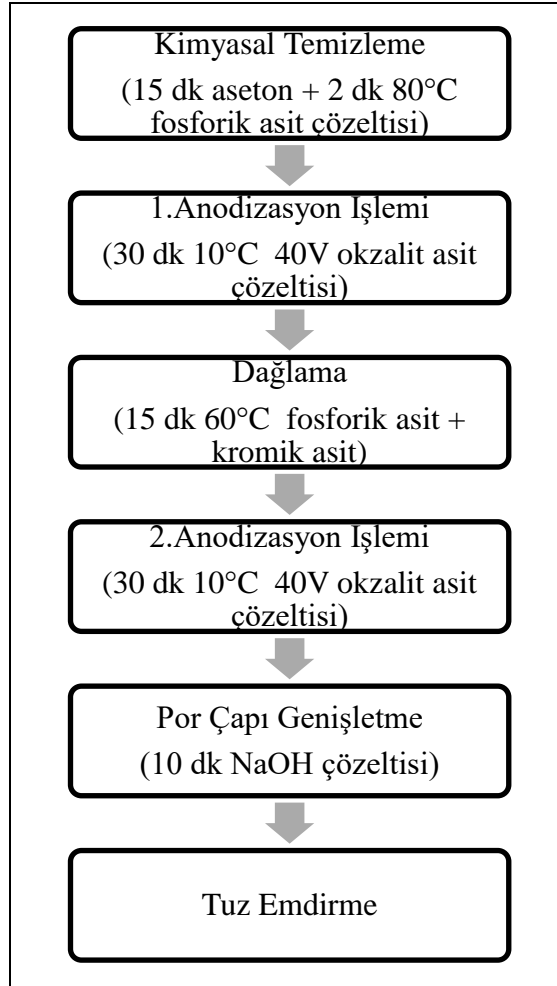 Kimyasal Temizleme
(15 dk aseton + 2 dk 80°C
fosforik asit çözeltisi)
1.Anodizasyon Işlemi
(30 dk 10°C 40V okzalit asit
çözeltisi)
Dağlama
(15 dk 60°C fosforik asit +
kromik asit)
2.Anodizasyon Işlemi
(30 dk 10°C 40V okzalit asit
çözeltisi)
Por Çapı Genişletme
(10 dk NaOH çözeltisi)
Tuz Emdirme